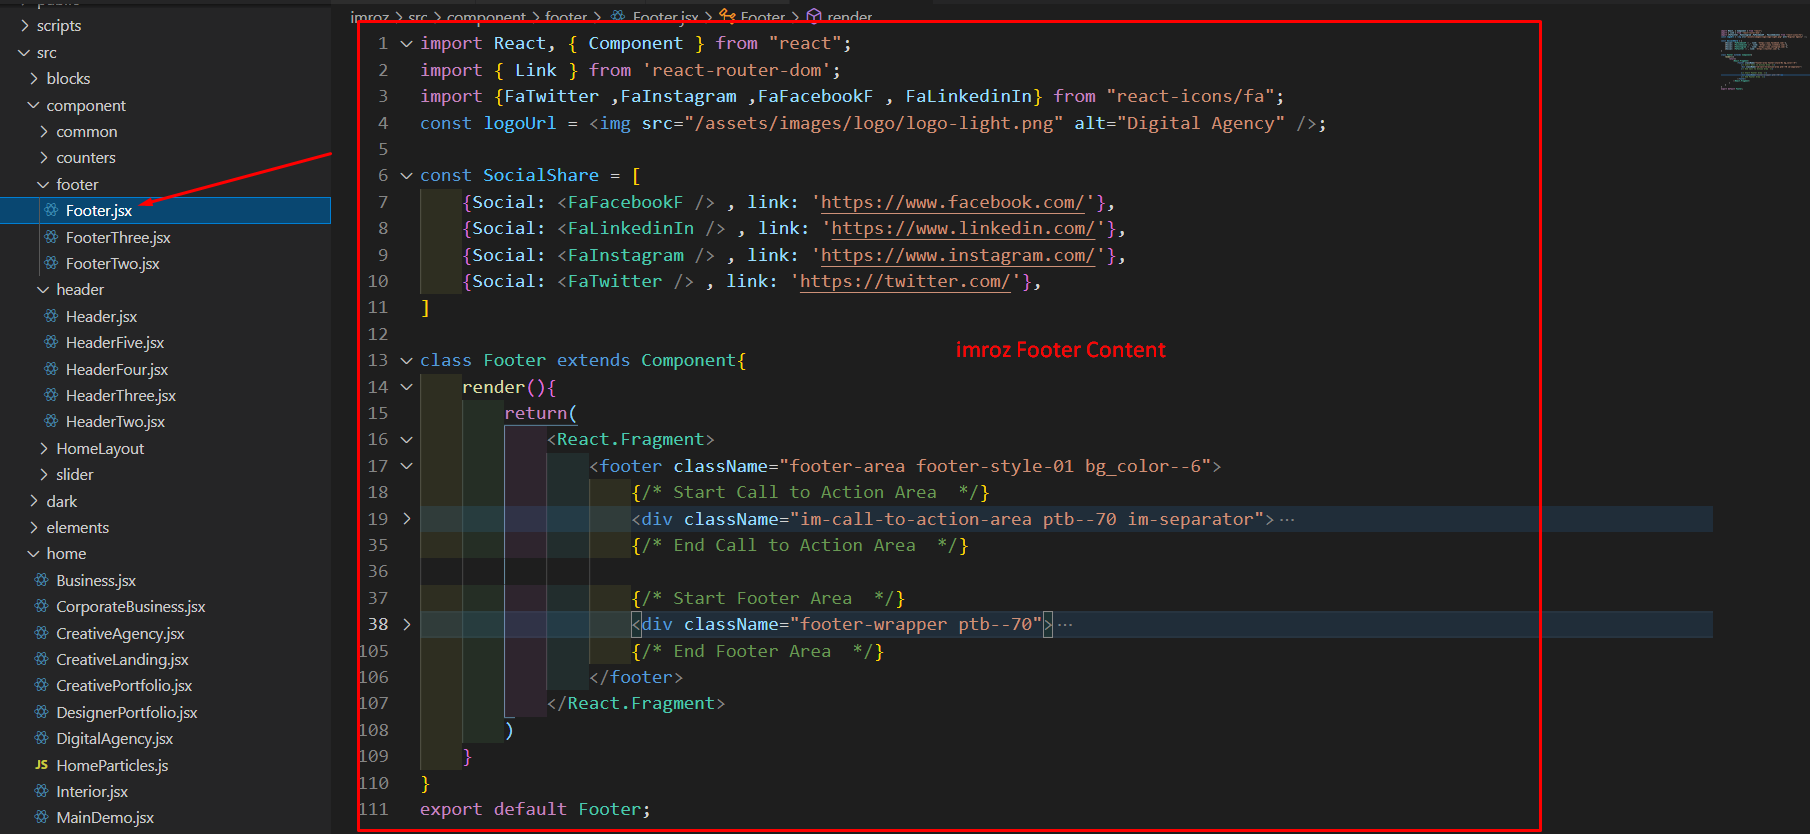 public
scripts
src
blocks
component
common
counters
footer
Footer.jsx
FooterThree.jsx
FooterTwo.jsx
header
Header.jsx
HeaderFive.jsx
HeaderFour.jsx
HeaderThree.jsx
HeaderTwo.jsx
HomeLayout
slider
dark
elements
home
Business.jsx
CorporateBusiness.jsx
CreativeAgency.jsx
CreativeLanding.jsx
CreativePortfolio.jsx
DesignerPortfolio.jsx
DigitalAgency.jsx
JS HomeParticles.js
Interior.jsx
MainDemo.jsx
imroz > src > component > footer > Footer.jsx > Footer > render
1 import React, { Component } from "react";
2 import { Link } from 'react-router-dom';
3 import {FaTwitter ,FaInstagram ,FaFacebookF , FaLinkedinIn} from "react-icons/fa";
4 const logoUrl = <img src="/assets/images/logo/logo-light.png" alt="Digital Agency" />;
5
6 const SocialShare = [
7 {Social: <FaFacebookF /> , link: 'https://www.facebook.com/'},
8 {Social: <FaLinkedinIn /> , link: 'https://www.linkedin.com/'},
9 {Social: <FaInstagram /> , link: 'https://www.instagram.com/'},
10 {Social: <FaTwitter /> , link: 'https://twitter.com/'},
11 ]
12
imroz Footer Content
13 class Footer extends Component{
14 render(){
15 return(
16 <React.Fragment>
17 <footer className="footer-area footer-style-01 bg_color--6">
18 {/* Start Call to Action Area  */}
19 <div className="im-call-to-action-area ptb--70 im-separator">···
35 {/* End Call to Action Area  */}
36
37 {/* Start Footer Area  */}
38 <div className="footer-wrapper ptb--70">···
105 {/* End Footer Area  */}
106 </footer>
107 </React.Fragment>
108 )
109 }
110 }
111 export default Footer;